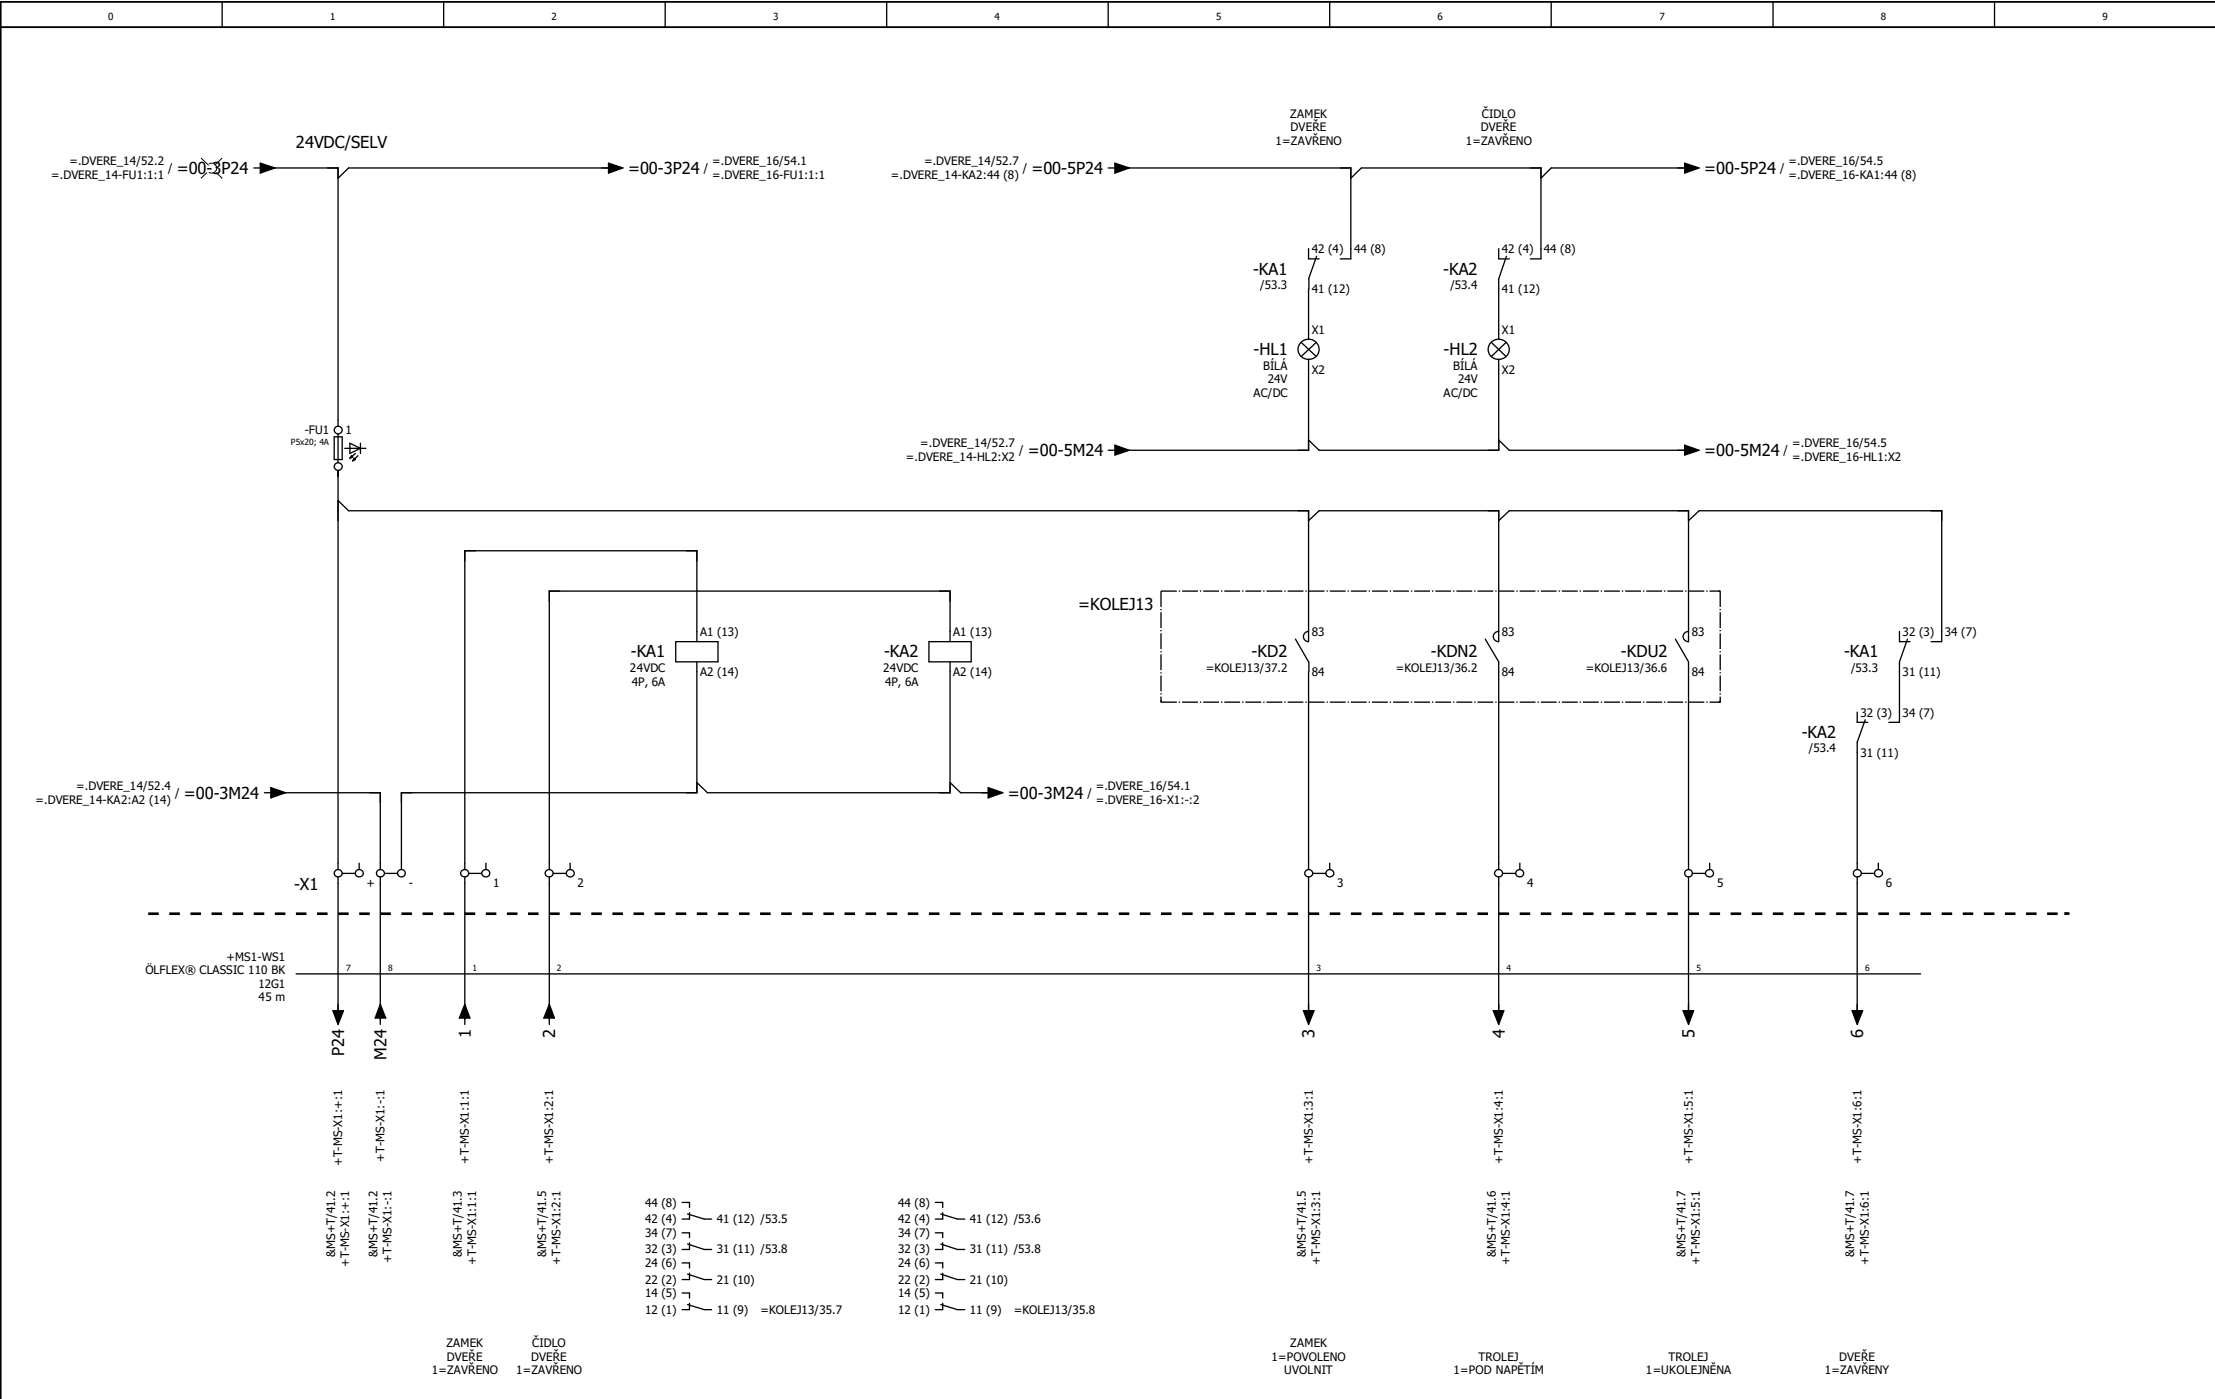 0 1 2 3 4 5 6 7 8 9
ZAMEK
DVEŘE
1=ZAVŘENO
ČIDLO
DVEŘE
1=ZAVŘENO
24VDC/SELV
=.DVERE_14/52.2
=.DVERE_14-FU1:1:1 / =00-3P24
=00-3P24 / =.DVERE_16/54.1
=.DVERE_16-FU1:1:1
=.DVERE_14/52.7
=.DVERE_14-KA2:44 (8) / =00-5P24
=00-5P24 / =.DVERE_16/54.5
=.DVERE_16-KA1:44 (8)
42 (4) 44 (8)
-KA1
/53.3
41 (12)
42 (4) 44 (8)
-KA2
/53.4
41 (12)
X1
-HL1
BÍLÁ
24V
AC/DC
X2
X1
-HL2
BÍLÁ
24V
AC/DC
X2
-FU1 1
P5x20; 4A
=.DVERE_14/52.7
=.DVERE_14-HL2:X2 / =00-5M24
=00-5M24 / =.DVERE_16/54.5
=.DVERE_16-HL1:X2
A1 (13)
-KA1
24VDC
4P, 6A
A2 (14)
A1 (13)
-KA2
24VDC
4P, 6A
A2 (14)
=KOLEJ13
83
-KD2
=KOLEJ13/37.2
84
83
-KDN2
=KOLEJ13/36.2
84
83
-KDU2
=KOLEJ13/36.6
84
32 (3) 34 (7)
-KA1
/53.3
31 (11)
32 (3) 34 (7)
-KA2
/53.4
31 (11)
=.DVERE_14/52.4
=.DVERE_14-KA2:A2 (14) / =00-3M24
=00-3M24 / =.DVERE_16/54.1
=.DVERE_16-X1:-:2
-X1 + - 1 2 3 4 5 6
+MS1-WS1
ÖLFLEX® CLASSIC 110 BK
12G1
45 m
7 8 1 2 3 4 5 6
P24 M24 1 2 3 4 5 6
+T-MS-X1:+:1
+T-MS-X1:-:1
+T-MS-X1:1:1
+T-MS-X1:2:1
+T-MS-X1:3:1
+T-MS-X1:4:1
+T-MS-X1:5:1
+T-MS-X1:6:1
&MS+T/41.2
+T-MS-X1:+:1
&MS+T/41.2
+T-MS-X1:-:1
&MS+T/41.3
+T-MS-X1:1:1
&MS+T/41.5
+T-MS-X1:2:1
&MS+T/41.5
+T-MS-X1:3:1
&MS+T/41.6
+T-MS-X1:4:1
&MS+T/41.7
+T-MS-X1:5:1
&MS+T/41.7
+T-MS-X1:6:1
44 (8)
42 (4) 41 (12) /53.5
34 (7)
32 (3) 31 (11) /53.8
24 (6)
22 (2) 21 (10)
14 (5)
12 (1) 11 (9) =KOLEJ13/35.7
44 (8)
42 (4) 41 (12) /53.6
34 (7)
32 (3) 31 (11) /53.8
24 (6)
22 (2) 21 (10)
14 (5)
12 (1) 11 (9) =KOLEJ13/35.8
ZAMEK
DVEŘE
1=ZAVŘENO
ČIDLO
DVEŘE
1=ZAVŘENO
ZAMEK
1=POVOLENO
UVOLNIT
TROLEJ
1=POD NAPĚTÍM
TROLEJ
1=UKOLEJNĚNA
DVEŘE
1=ZAVŘENY